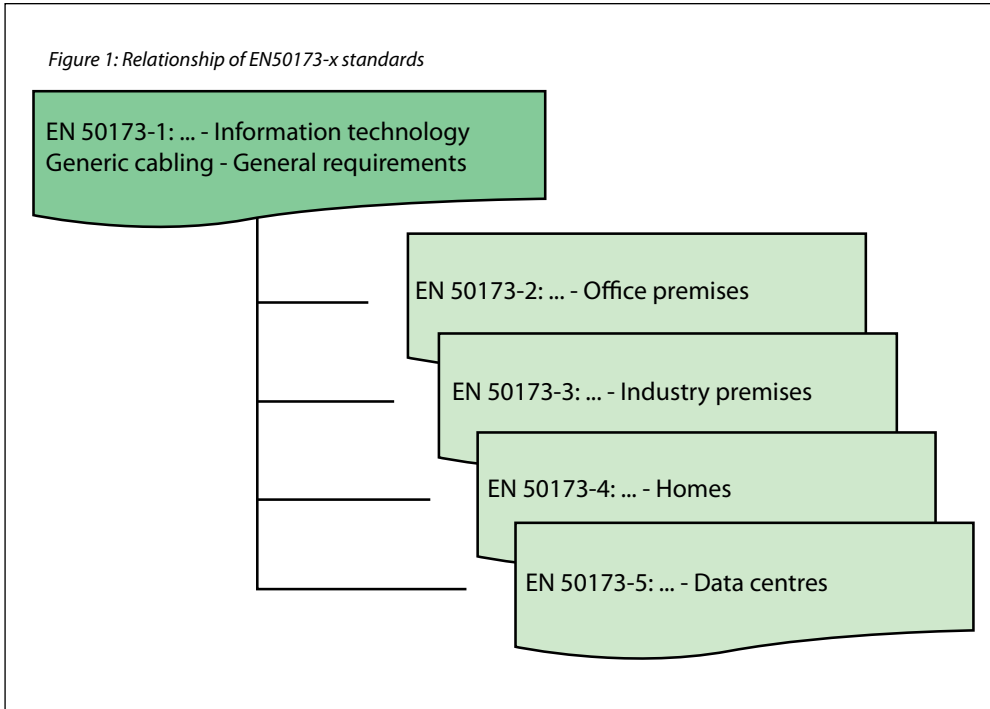 Figure 1: Relationship of EN50173-x standards
EN 50173-1: ... - Information technology
Generic cabling - General requirements
EN 50173-2: ... - Office premises
EN 50173-3: ... - Industry premises
EN 50173-4: ... - Homes
EN 50173-5: ... - Data centres